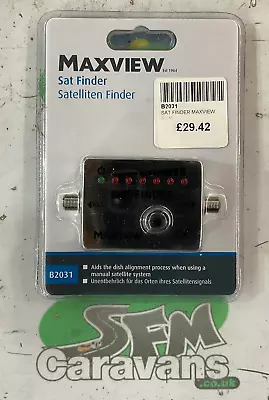 MAXVIEW
Est 1964
Sat Finder
Satelliten Finder
B2031
SAT FINDER MAXVIEW
£29.42
B2031
• Aids the dish alignment process when using a manual satellite system
• Unentbehrlich für das Orten ihres Satellitensignals
SFM
Caravans
.co.uk